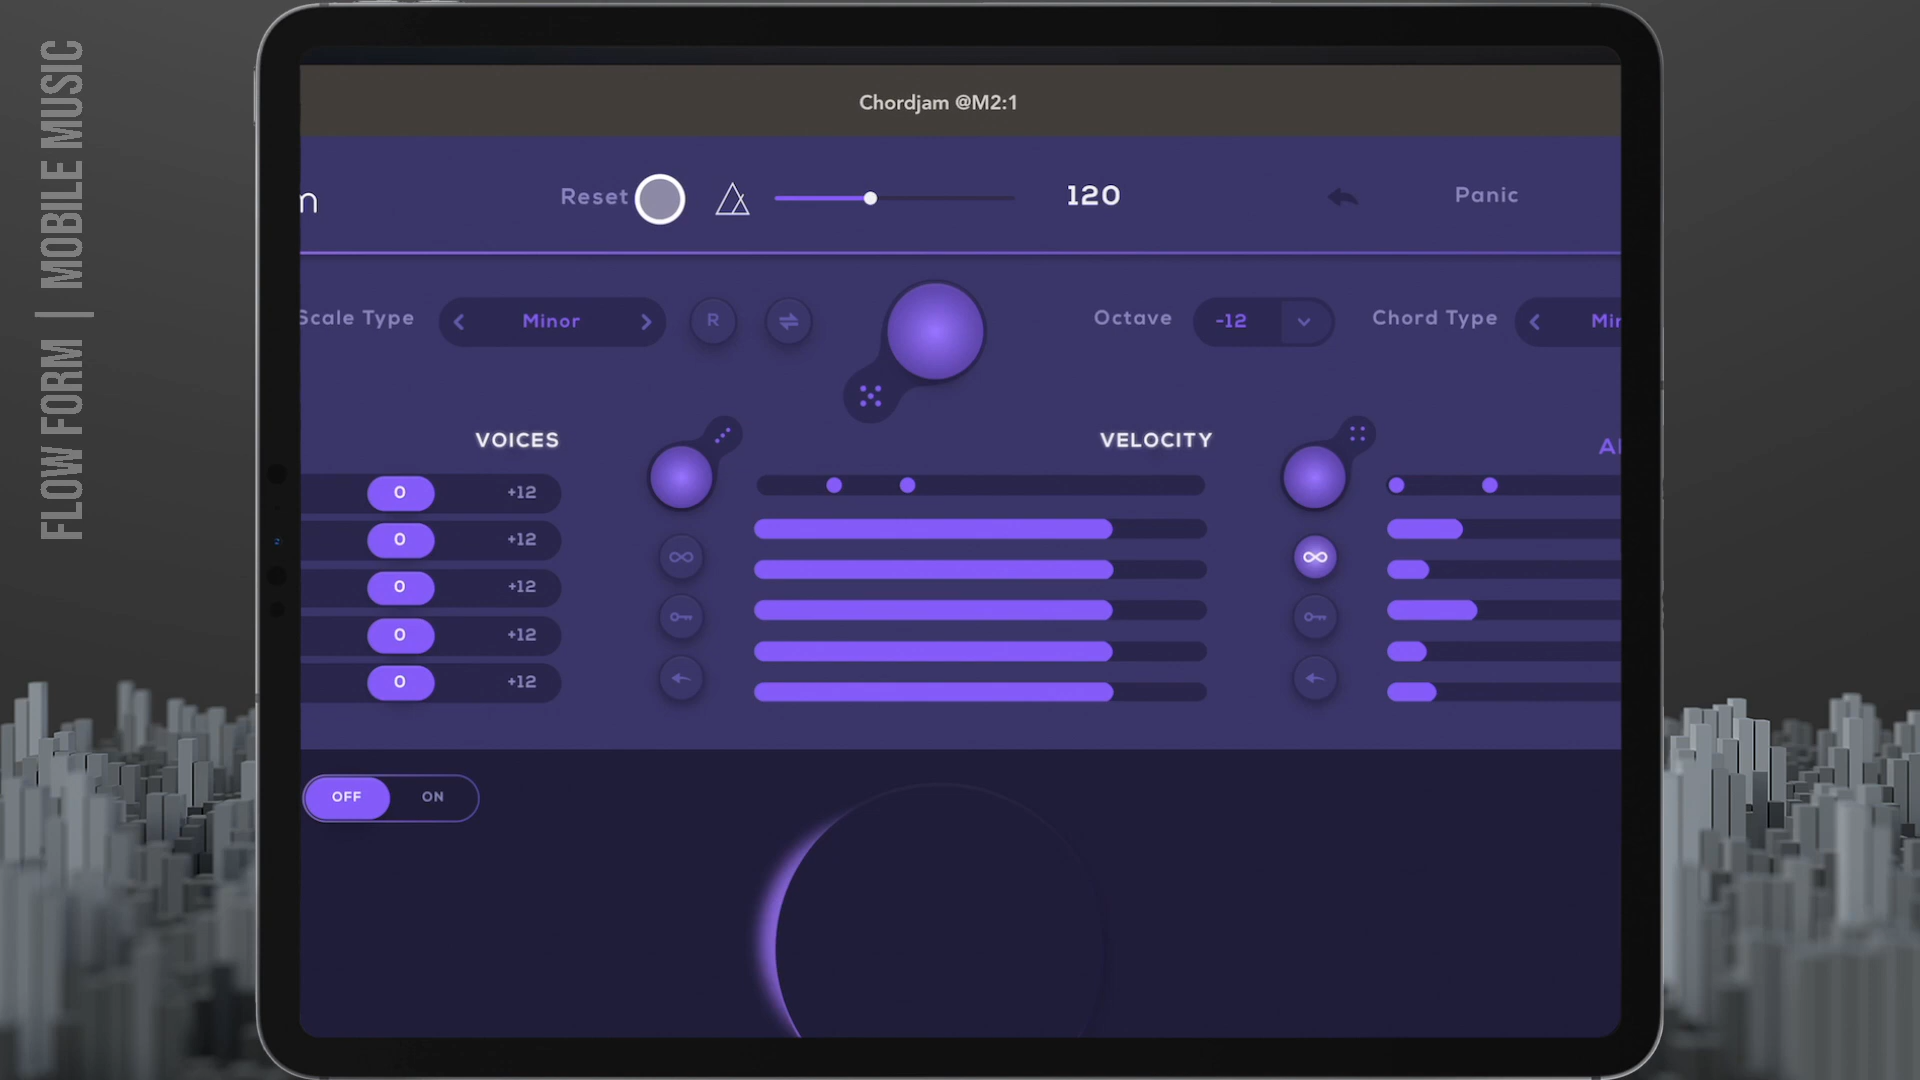 FLOW FORM | MOBILE MUSIC
Chordjam @M2:1
m
Reset
120
Panic
Scale Type
Minor
R
Octave
-12
Chord Type
Mir
VOICES
VELOCITY
0 +12
0 +12
0 +12
0 +12
0 +12
OFF ON